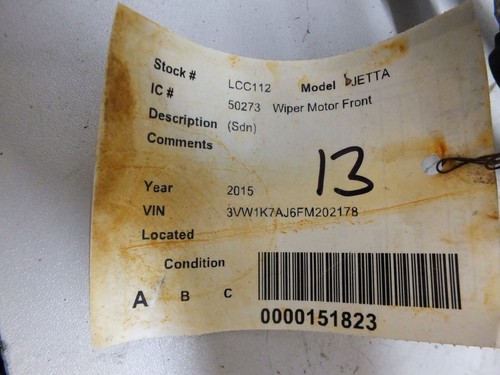 Stock # LCC112 Model JETTA
IC # 50273 Wiper Motor Front
Description (Sdn)
Comments
13
Year 2015
VIN 3VW1K7AJ6FM202178
Located
Condition
A B C
0000151823